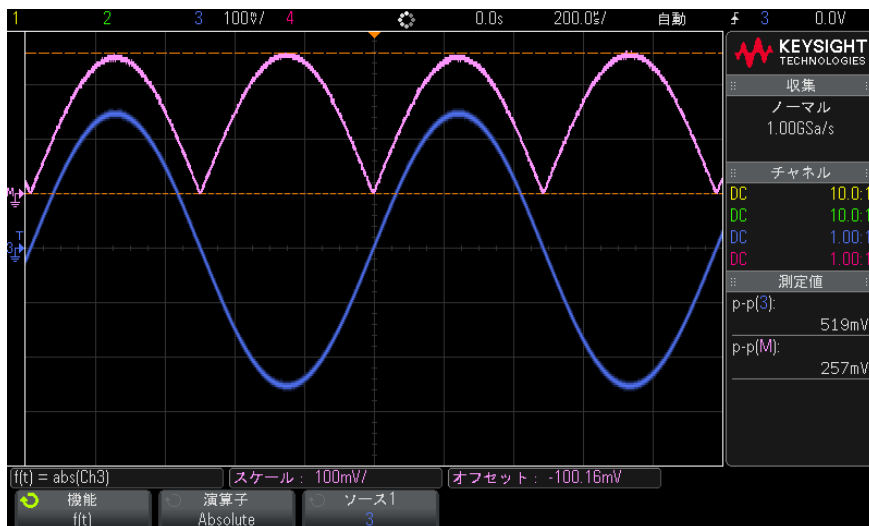 1 2 3 100㎷/ 4 0.0s 200.0㎲/ 自動 3 0.0V
KEYSIGHT
TECHNOLOGIES
収集
ノーマル
1.00GSa/s
チャネル
DC 10.0:1
DC 10.0:1
DC 1.00:1
DC 1.00:1
測定値
p-p(3):
519mV
p-p(M):
257mV
M
T
3
f(t) = abs(Ch3) スケール: 100mV/ オフセット: -100.16mV
機能 演算子 ソース1
f(t) Absolute 3